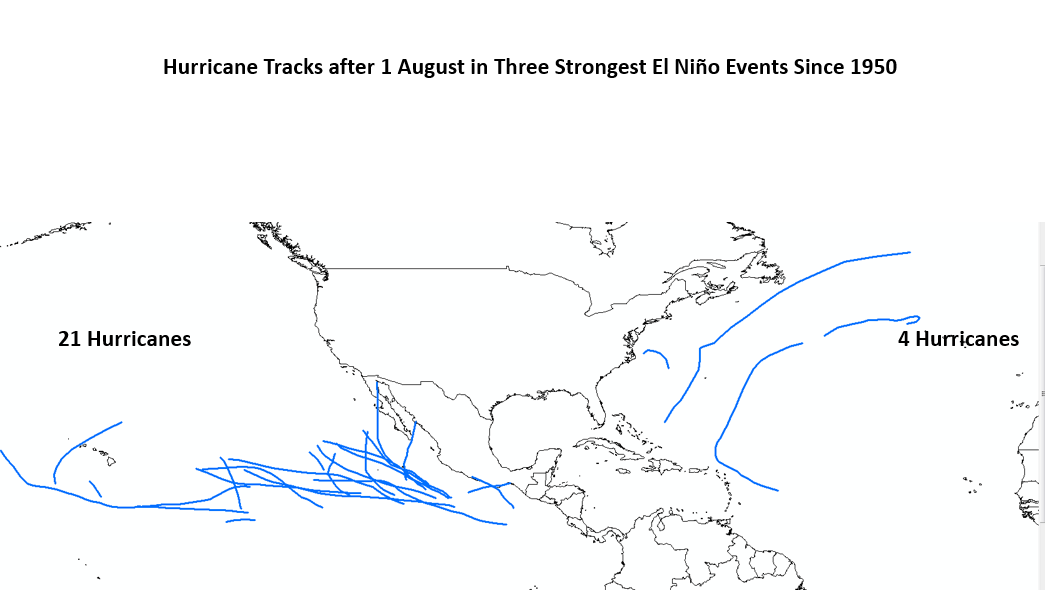 Hurricane Tracks after 1 August in Three Strongest El Niño Events Since 1950
21 Hurricanes
4 Hurricanes